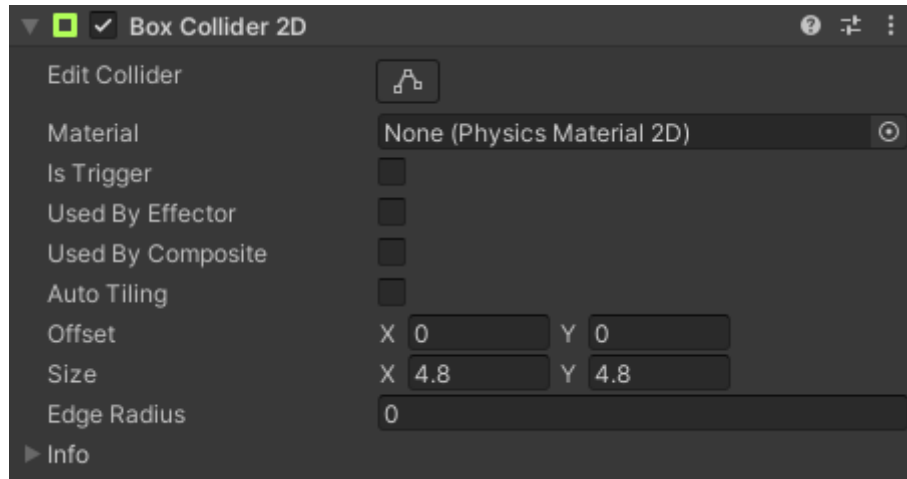 Box Collider 2D
Edit Collider
Material None (Physics Material 2D)
Is Trigger
Used By Effector
Used By Composite
Auto Tiling
Offset X 0 Y 0
Size X 4.8 Y 4.8
Edge Radius 0
Info